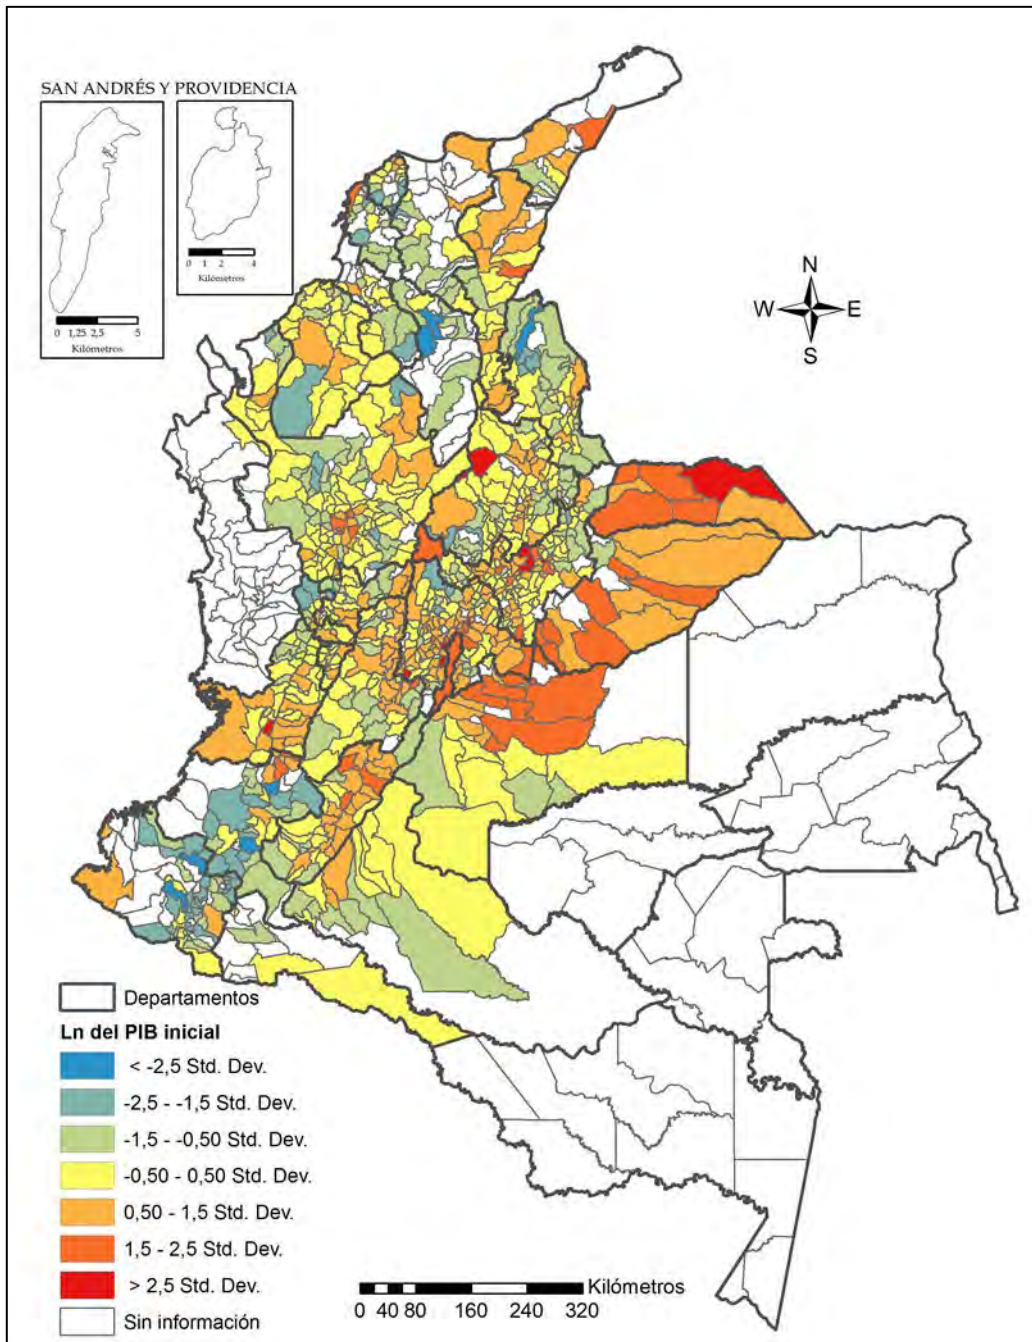 SAN ANDRÉS Y PROVIDENCIA
0 1,25 2,5 5
Kilómetros
0 1 2 4
Kilómetros
N
W E
S
Departamentos
Ln del PIB inicial
< -2,5 Std. Dev.
-2,5 - -1,5 Std. Dev.
-1,5 - -0,50 Std. Dev.
-0,50 - 0,50 Std. Dev.
0,50 - 1,5 Std. Dev.
1,5 - 2,5 Std. Dev.
> 2,5 Std. Dev.
Sin información
Kilómetros
0 40 80 160 240 320